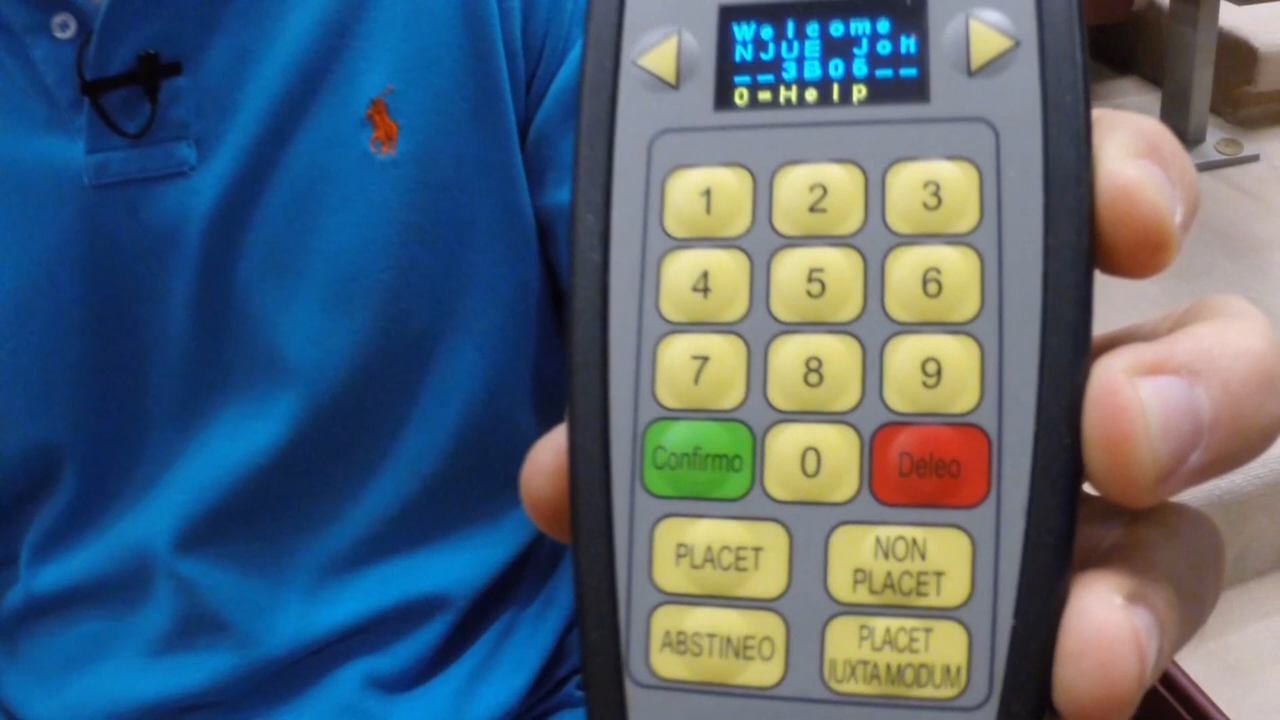 Welcome
NJUE JoH
__3B06__
0=Help
1 2 3
4 5 6
7 8 9
Confirmo 0 Deleo
PLACET
NON
PLACET
ABSTINEO
PLACET
IUXTA MODUM